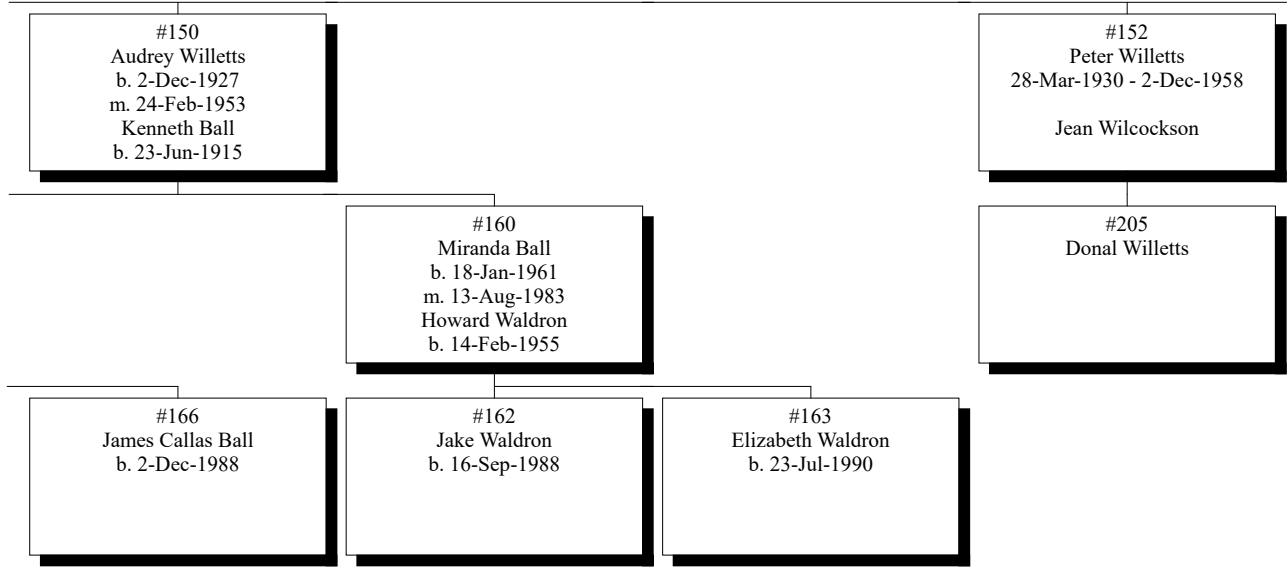 #150
Audrey Willetts
b. 2-Dec-1927
m. 24-Feb-1953
Kenneth Ball
b. 23-Jun-1915
#152
Peter Willetts
28-Mar-1930 - 2-Dec-1958
Jean Wilcockson
#160
Miranda Ball
b. 18-Jan-1961
m. 13-Aug-1983
Howard Waldron
b. 14-Feb-1955
#205
Donal Willetts
#166
James Callas Ball
b. 2-Dec-1988
#162
Jake Waldron
b. 16-Sep-1988
#163
Elizabeth Waldron
b. 23-Jul-1990